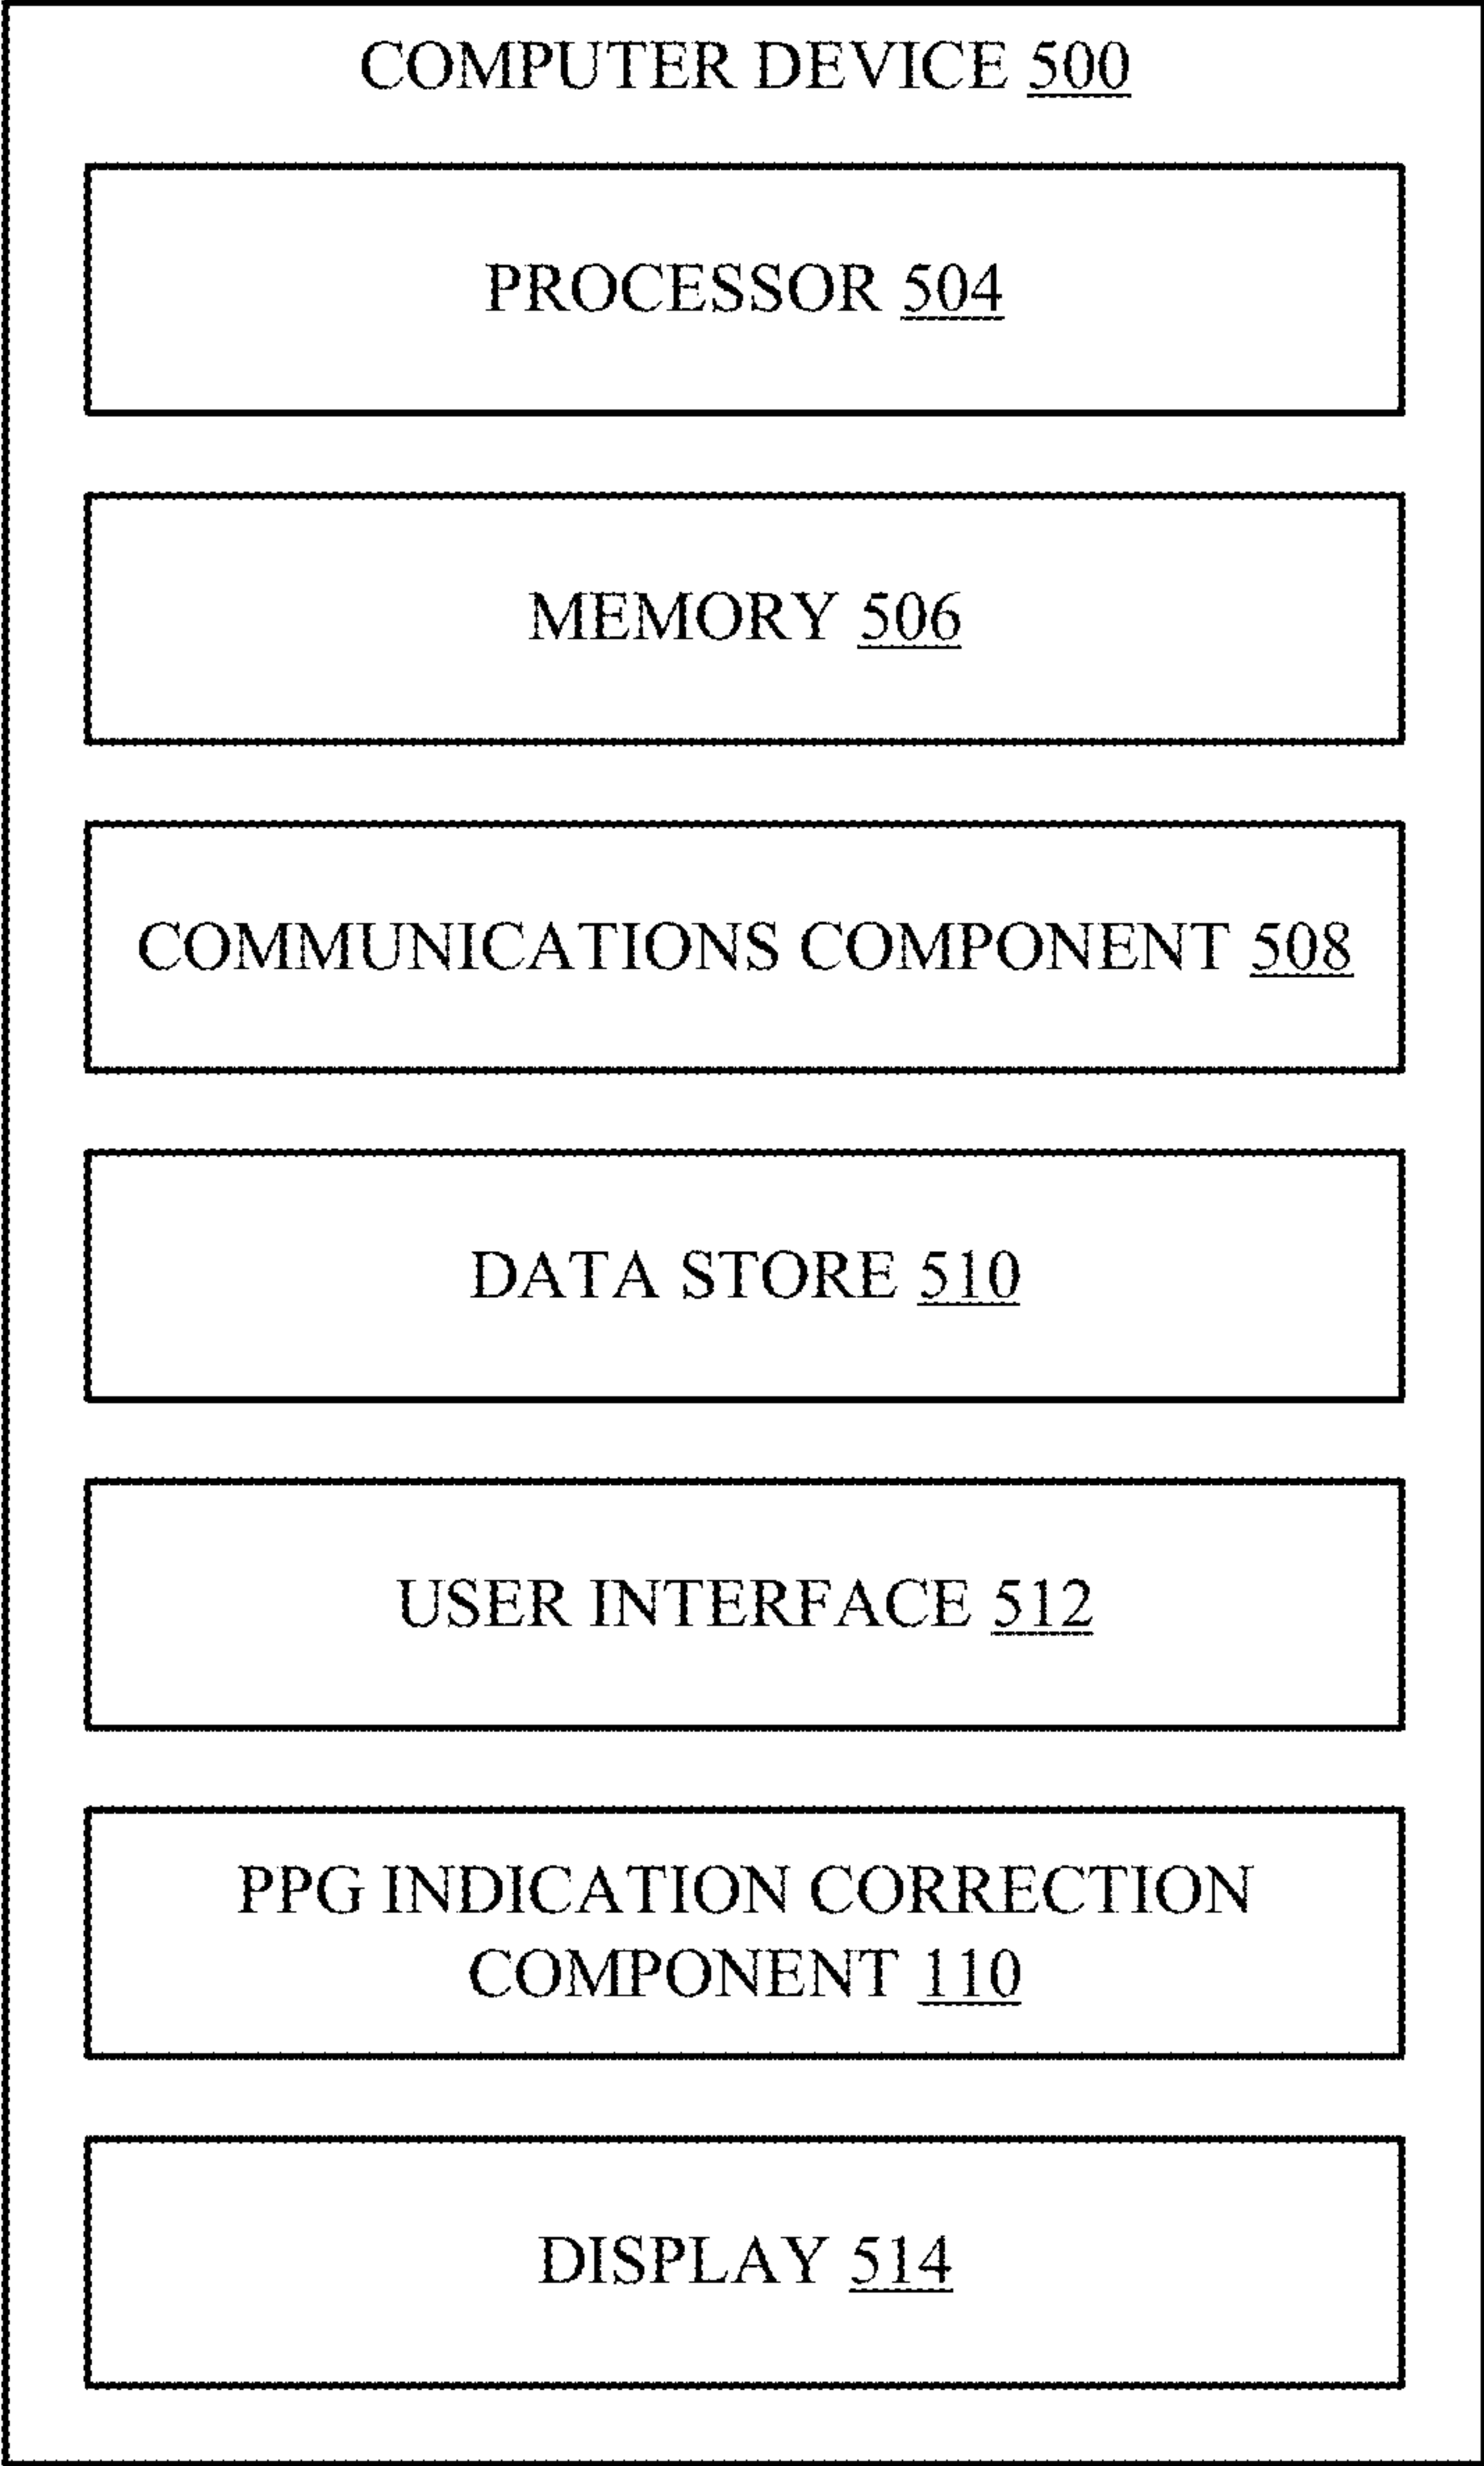 COMPUTER DEVICE 500
PROCESSOR 504
MEMORY 506
COMMUNICATIONS COMPONENT 508
DATA STORE 510
USER INTERFACE 512
PPG INDICATION CORRECTION
COMPONENT 110
DISPLAY 514